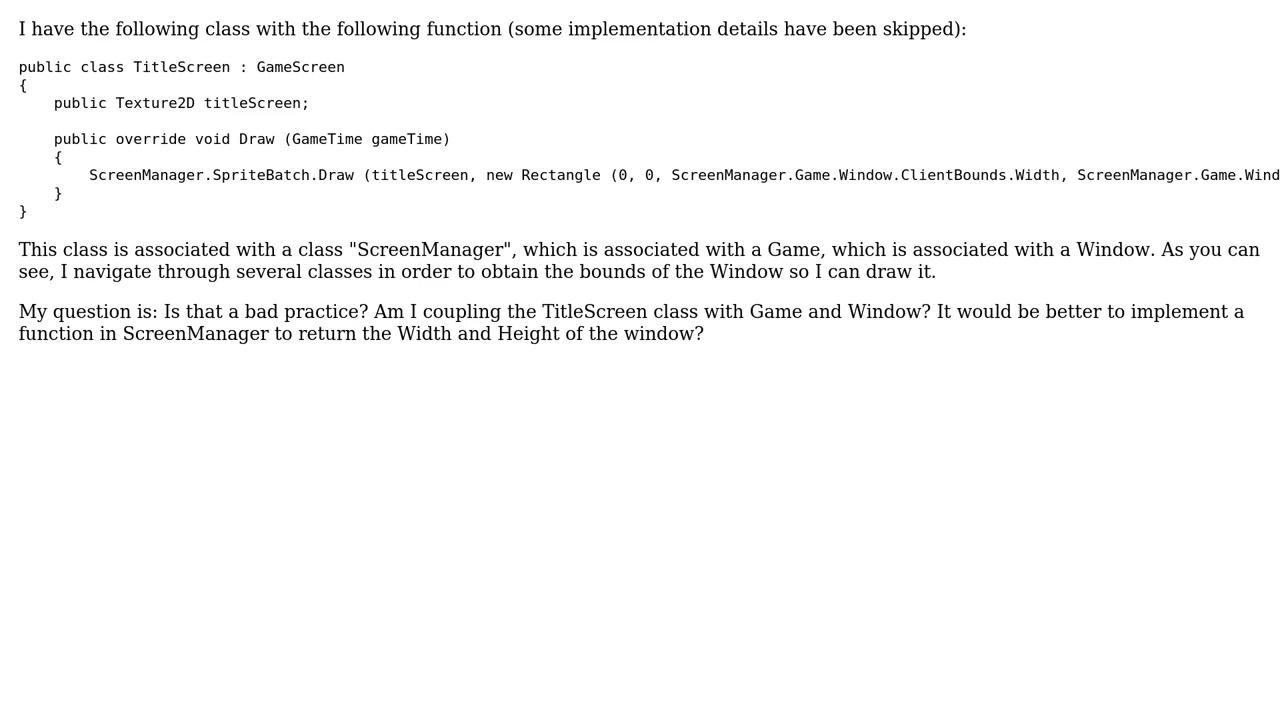 I have the following class with the following function (some implementation details have been skipped):
public class TitleScreen : GameScreen
{
    public Texture2D titleScreen;
    public override void Draw (GameTime gameTime)
    {
        ScreenManager.SpriteBatch.Draw (titleScreen, new Rectangle (0, 0, ScreenManager.Game.Window.ClientBounds.Width, ScreenManager.Game.Wind
    }
}
This class is associated with a class "ScreenManager", which is associated with a Game, which is associated with a Window. As you can
see, I navigate through several classes in order to obtain the bounds of the Window so I can draw it.
My question is: Is that a bad practice? Am I coupling the TitleScreen class with Game and Window? It would be better to implement a
function in ScreenManager to return the Width and Height of the window?